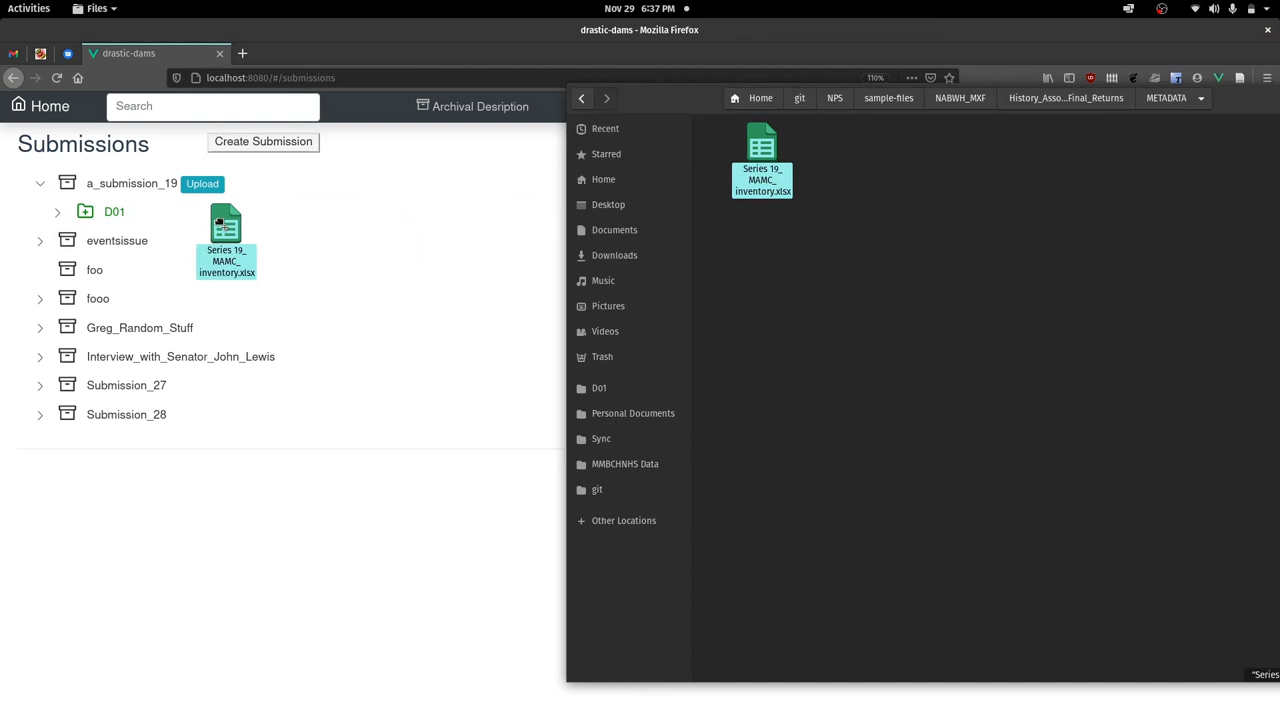 Activities
Files
Nov 29 6:37 PM
drastic-dams - Mozilla Firefox
drastic-dams
localhost:8080/#/submissions
110%
Home
Search
Archival Desription
Submissions
Create Submission
a_submission_19
Upload
D01
eventsissue
foo
fooo
Greg_Random_Stuff
Interview_with_Senator_John_Lewis
Submission_27
Submission_28
Series 19_
MAMC_
inventory.xlsx
Home
git
NPS
sample-files
NABWH_MXF
History_Asso...Final_Returns
METADATA
Recent
Starred
Home
Desktop
Documents
Downloads
Music
Pictures
Videos
Trash
D01
Personal Documents
Sync
MMBCHNHS Data
git
Other Locations
Series 19_
MAMC_
inventory.xlsx
"Series